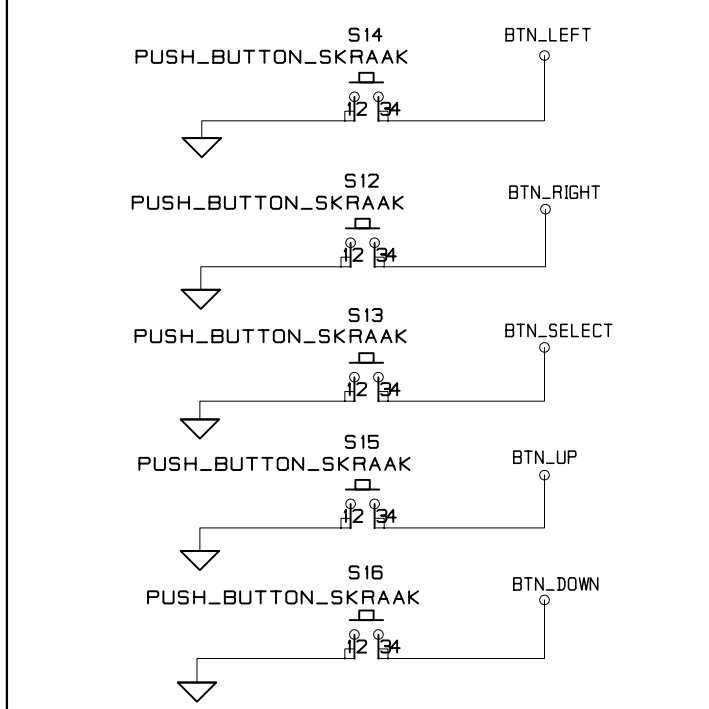 S14
BTN_LEFT
PUSH_BUTTON_SKRAAK
12 34
S12
BTN_RIGHT
PUSH_BUTTON_SKRAAK
12 34
S13
BTN_SELECT
PUSH_BUTTON_SKRAAK
12 34
S15
BTN_UP
PUSH_BUTTON_SKRAAK
12 34
S16
BTN_DOWN
PUSH_BUTTON_SKRAAK
12 34